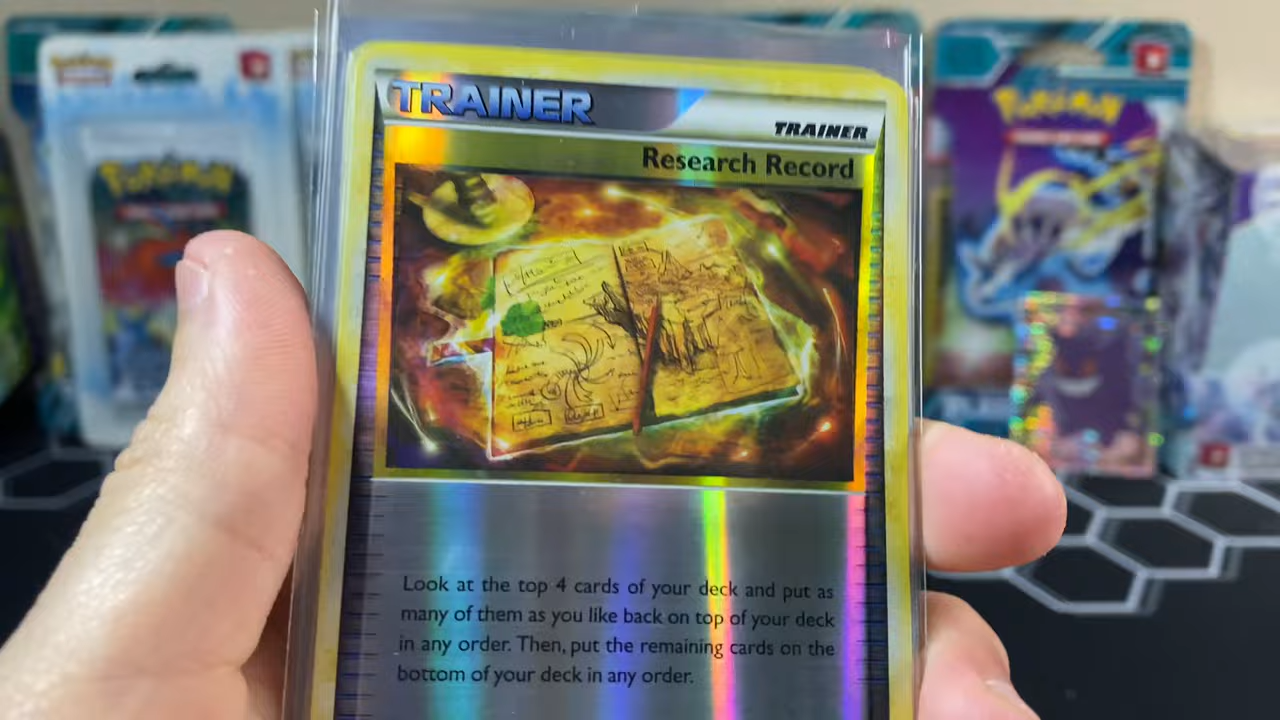 TRAINER
TRAINER
Research Record
Look at the top 4 cards of your deck and put as
many of them as you like back on top of your deck
in any order. Then, put the remaining cards on the
bottom of your deck in any order.
POKéMON
POKéMON